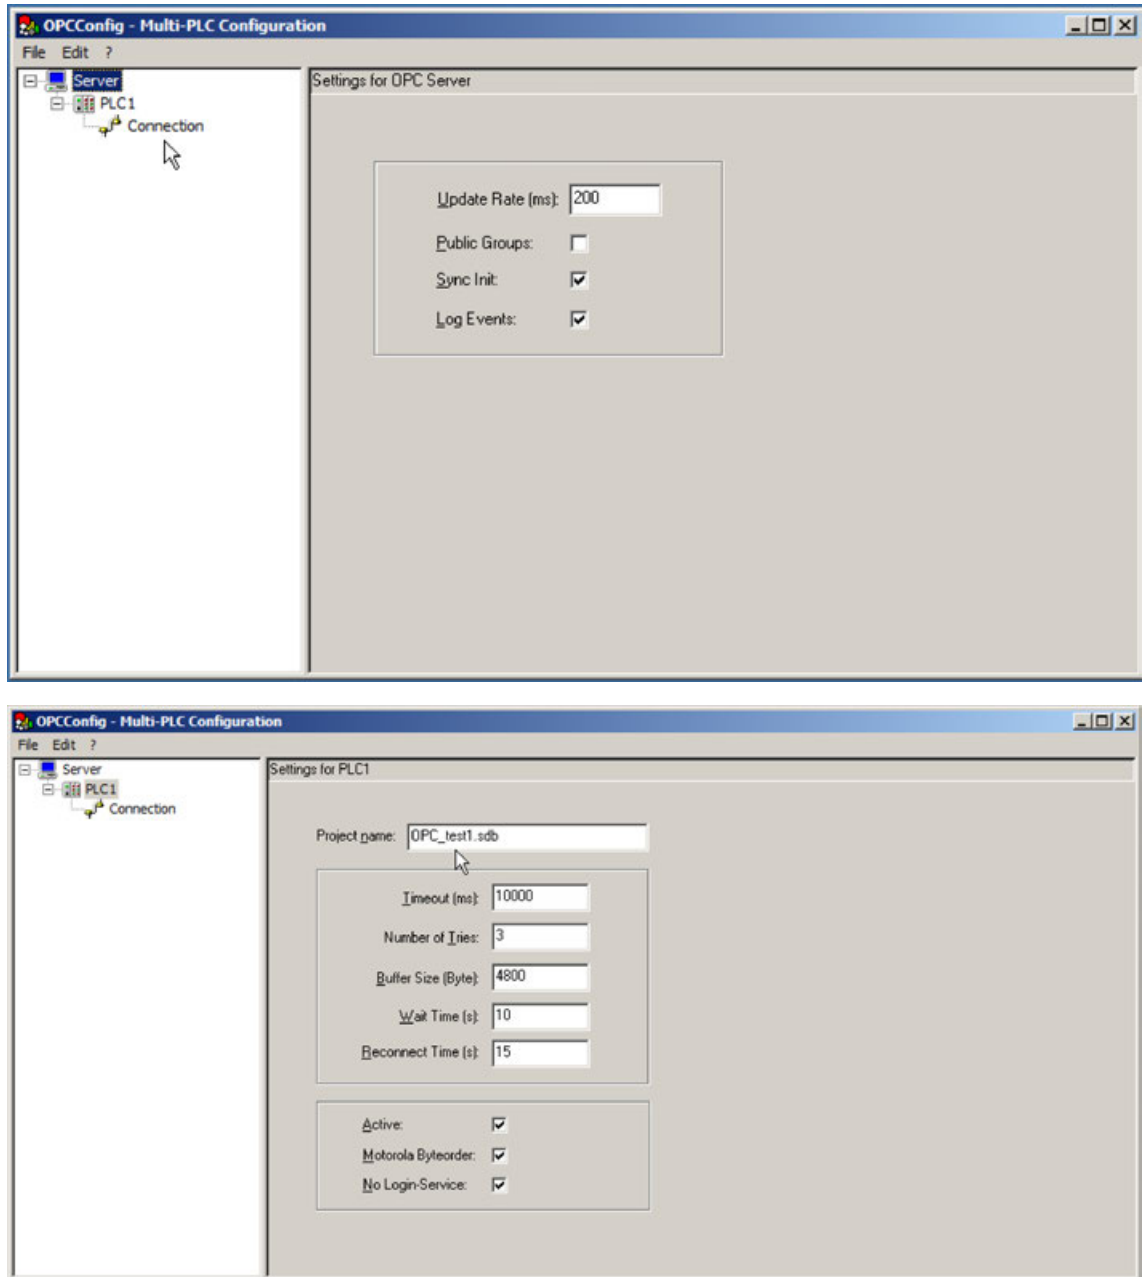 OPCConfig - Multi-PLC Configuration
File Edit ?
Server
PLC1
Connection
Settings for OPC Server
Update Rate (ms): 200
Public Groups:
Sync Init:
Log Events:
OPCConfig - Multi-PLC Configuration
File Edit ?
Server
PLC1
Connection
Settings for PLC1
Project name: OPC_test1.sdb
Timeout (ms): 10000
Number of Tries: 3
Buffer Size (Byte): 4800
Wait Time (s): 10
Reconnect Time (s): 15
Active:
Motorola Byteorder:
No Login-Service: